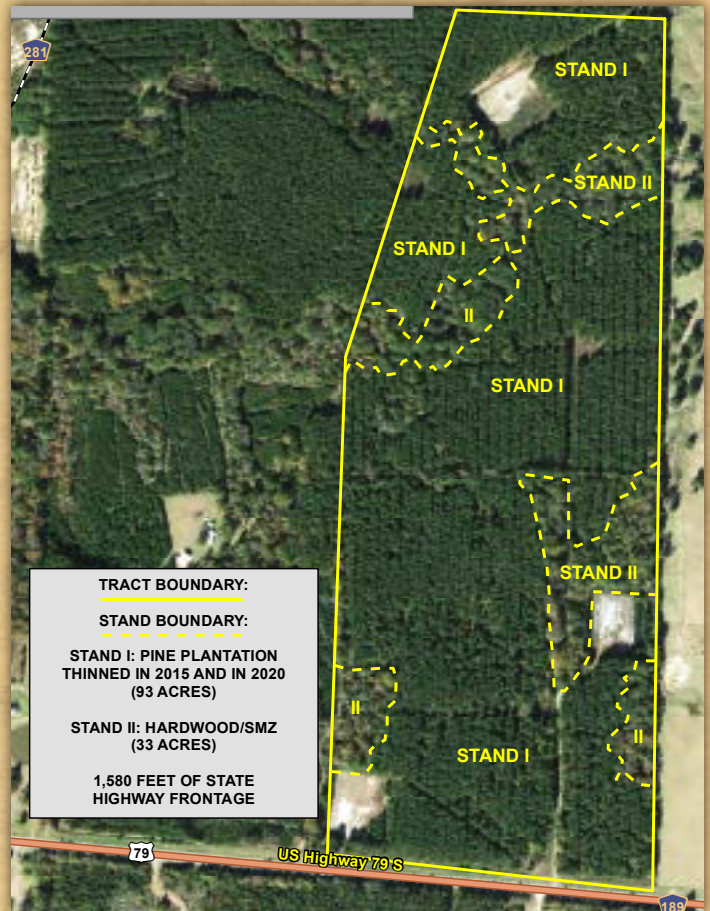 281
STAND I
STAND II
STAND I
II
STAND I
STAND II
II
II
STAND I
TRACT BOUNDARY:
STAND BOUNDARY:
STAND I: PINE PLANTATION
THINNED IN 2015 AND IN 2020
(93 ACRES)
STAND II: HARDWOOD/SMZ
(33 ACRES)
1,580 FEET OF STATE
HIGHWAY FRONTAGE
79
US Highway 79 S
189